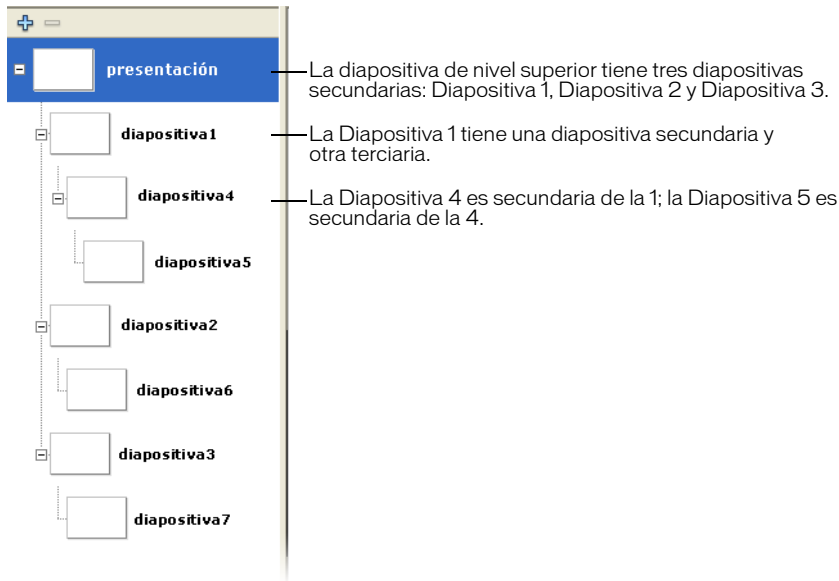 presentación
La diapositiva de nivel superior tiene tres diapositivas
secundarias: Diapositiva 1, Diapositiva 2 y Diapositiva 3.
diapositiva1
La Diapositiva 1 tiene una diapositiva secundaria y
otra terciaria.
diapositiva4
La Diapositiva 4 es secundaria de la 1; la Diapositiva 5 es
secundaria de la 4.
diapositiva5
diapositiva2
diapositiva6
diapositiva3
diapositiva7